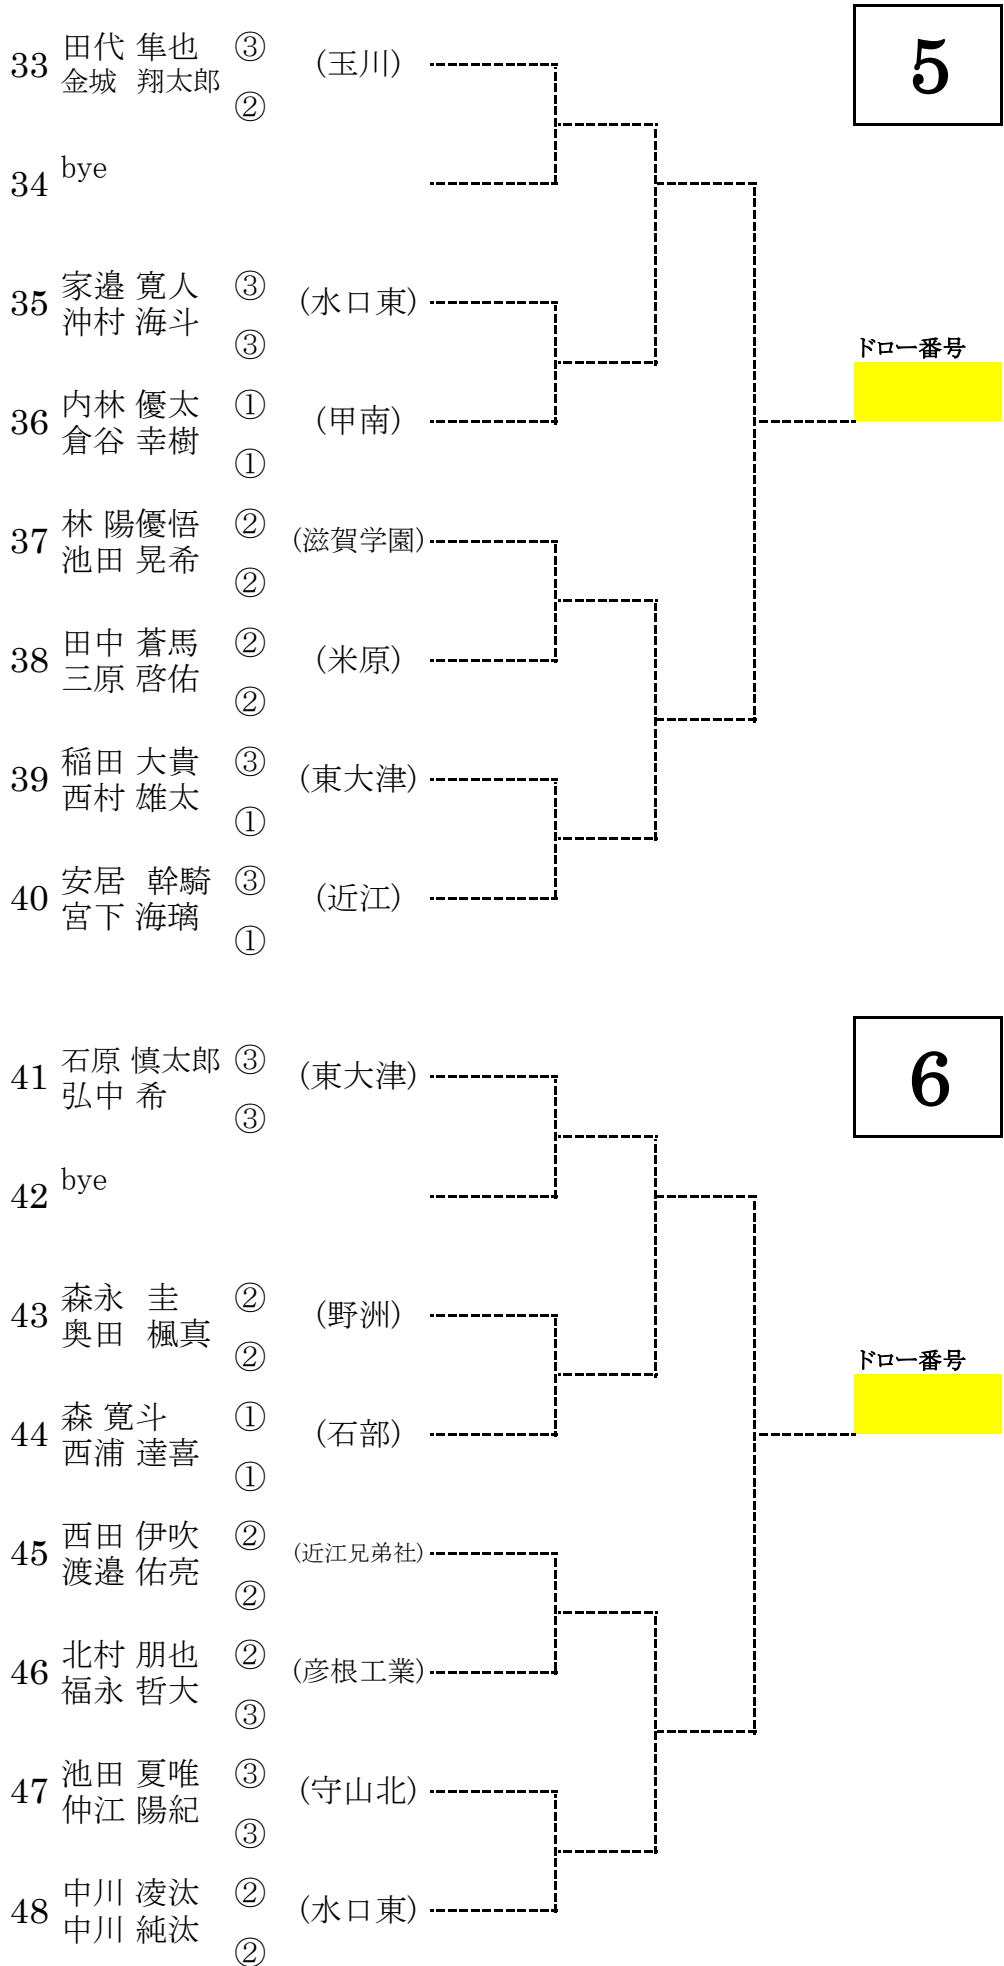 5
33 田代 隼也 ③ (玉川)
金城 翔太郎 ②
34 bye
35 家邉 寛人 ③ (水口東)
沖村 海斗 ③
ドロー番号
36 内林 優太 ① (甲南)
倉谷 幸樹 ①
37 林 陽優悟 ② (滋賀学園)
池田 晃希 ②
38 田中 蒼馬 ② (米原)
三原 啓佑 ②
39 稲田 大貴 ③ (東大津)
西村 雄太 ①
40 安居 幹騎 ③ (近江)
宮下 海璃 ①
6
41 石原 慎太郎 ③ (東大津)
弘中 希 ③
42 bye
43 森永 圭 ② (野洲)
奥田 楓真 ②
ドロー番号
44 森 寛斗 ① (石部)
西浦 達喜 ①
45 西田 伊吹 ② (近江兄弟社)
渡邉 佑亮 ②
46 北村 朋也 ② (彦根工業)
福永 哲大 ③
47 池田 夏唯 ③ (守山北)
仲江 陽紀 ③
48 中川 凌汰 ② (水口東)
中川 純汰 ②